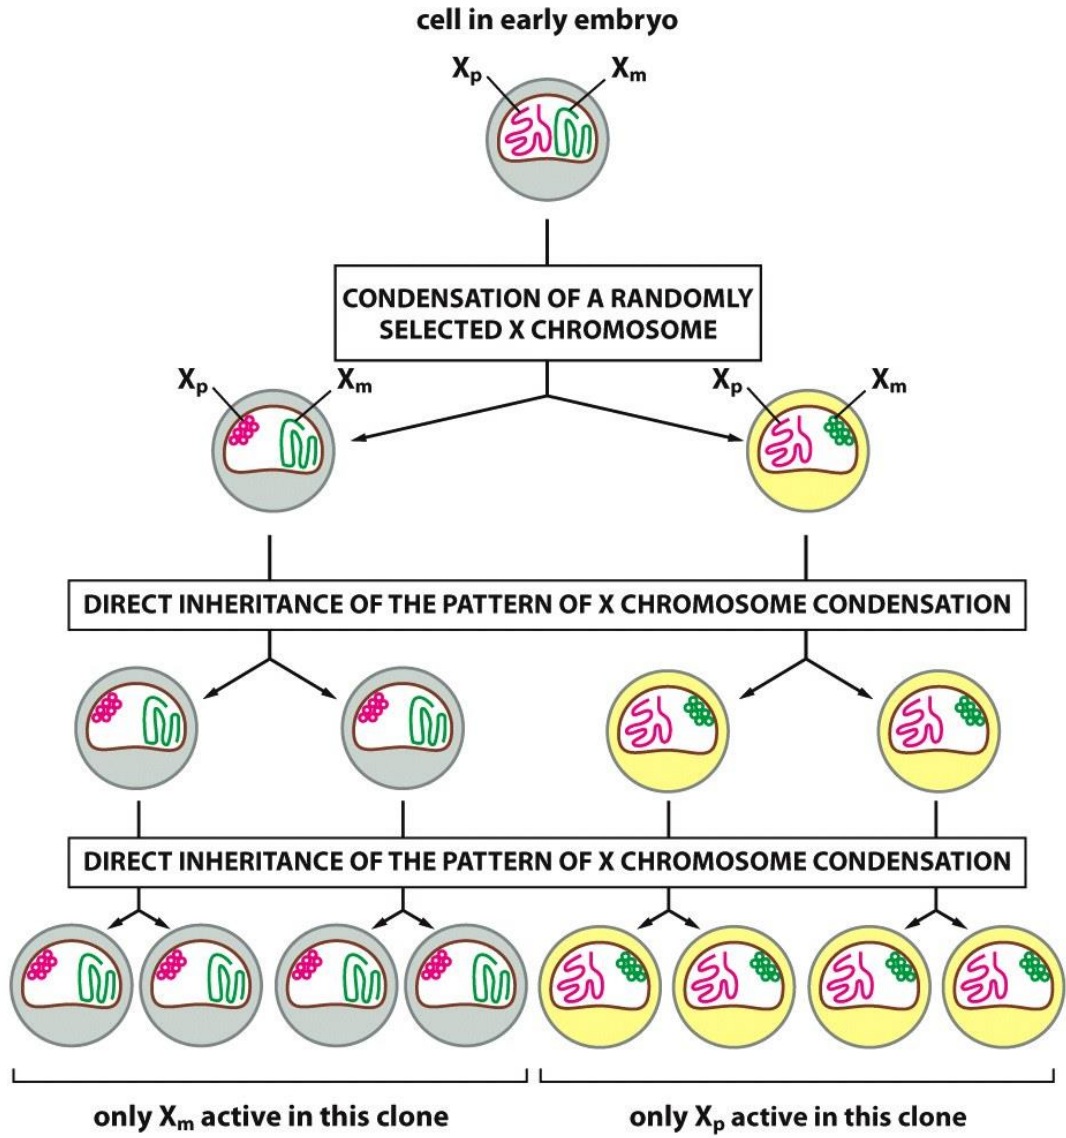 cell in early embryo
Xp Xm
CONDENSATION OF A RANDOMLY
SELECTED X CHROMOSOME
Xp Xm Xp Xm
DIRECT INHERITANCE OF THE PATTERN OF X CHROMOSOME CONDENSATION
DIRECT INHERITANCE OF THE PATTERN OF X CHROMOSOME CONDENSATION
only Xm active in this clone
only Xp active in this clone